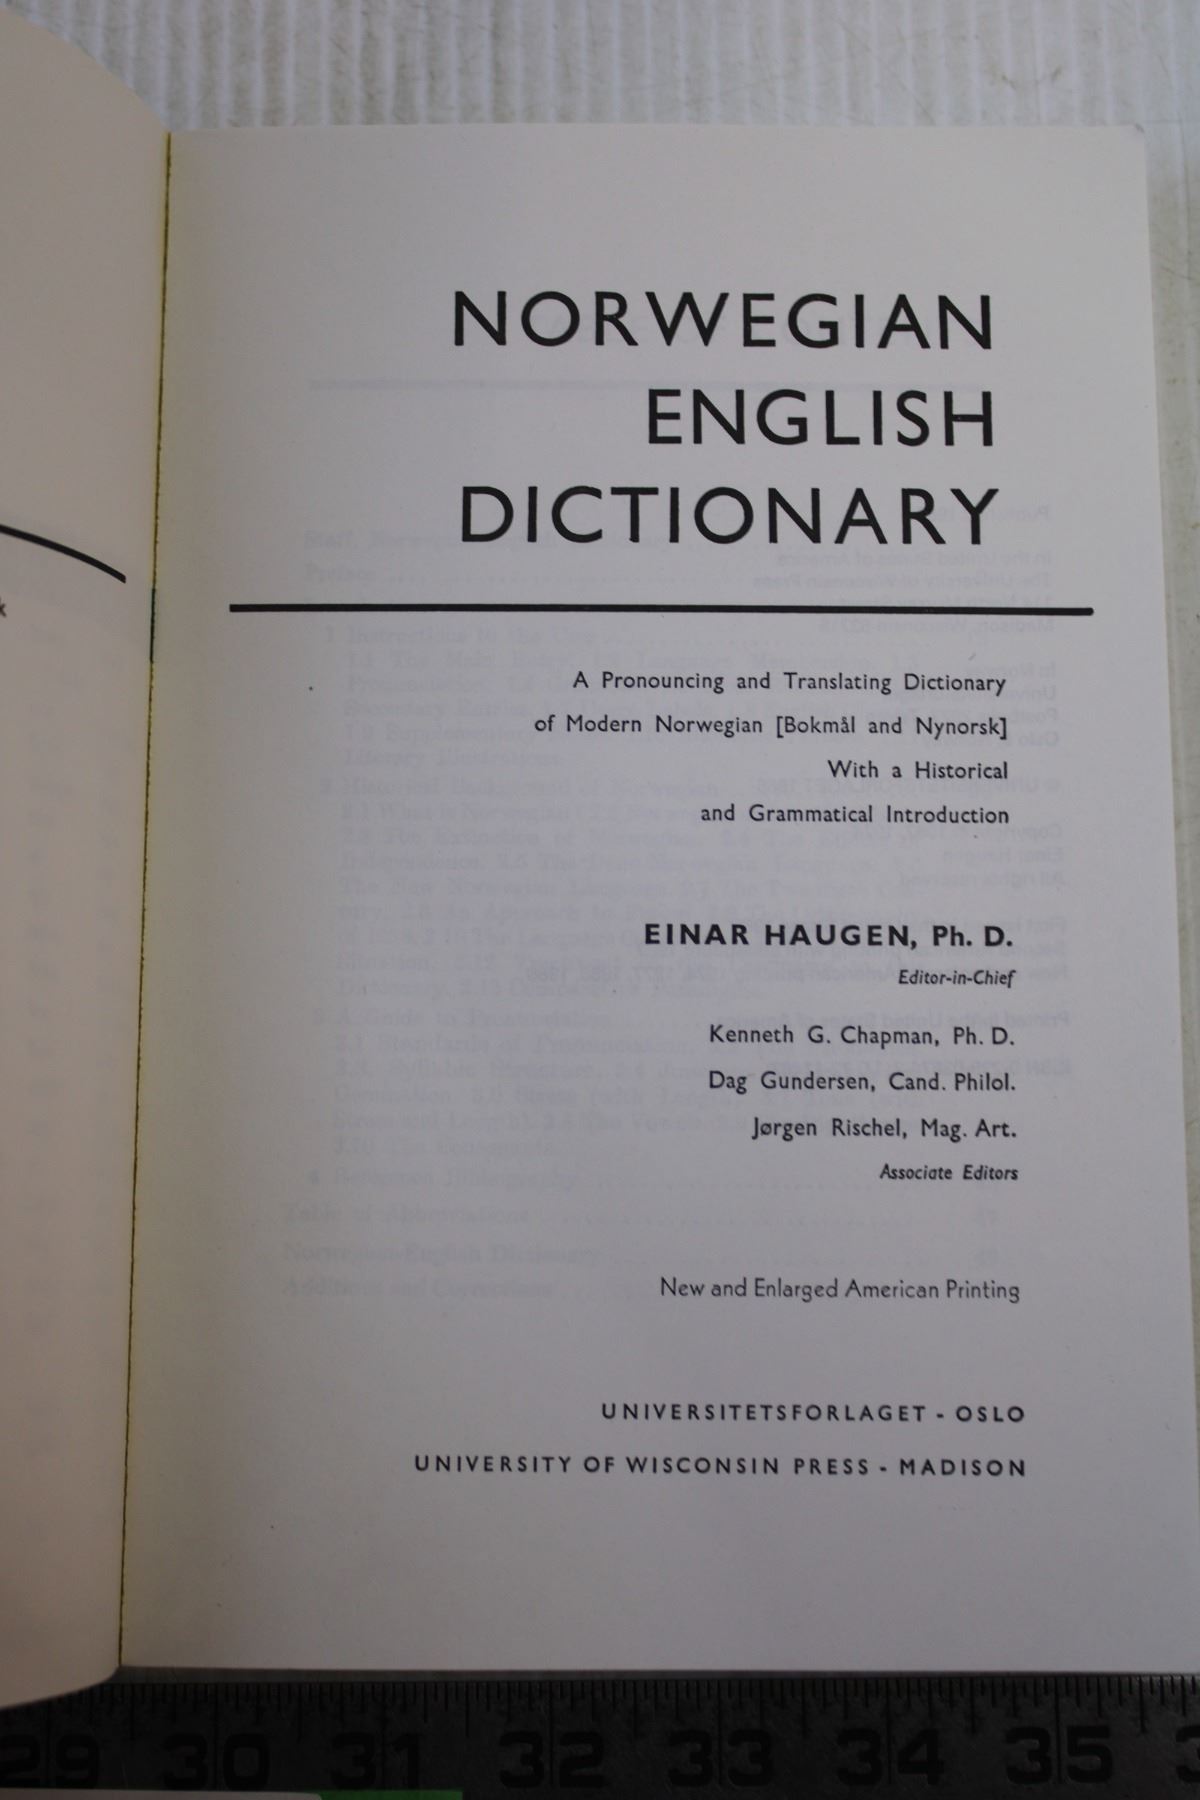 NORWEGIAN
ENGLISH
DICTIONARY
A Pronouncing and Translating Dictionary
of Modern Norwegian [Bokmål and Nynorsk]
With a Historical
and Grammatical Introduction
EINAR HAUGEN, Ph. D.
Editor-in-Chief
Kenneth G. Chapman, Ph. D.
Dag Gundersen, Cand. Philol.
Jørgen Rischel, Mag. Art.
Associate Editors
New and Enlarged American Printing
UNIVERSITETSFORLAGET - OSLO
UNIVERSITY OF WISCONSIN PRESS - MADISON
29 30 31 32 33 34 35